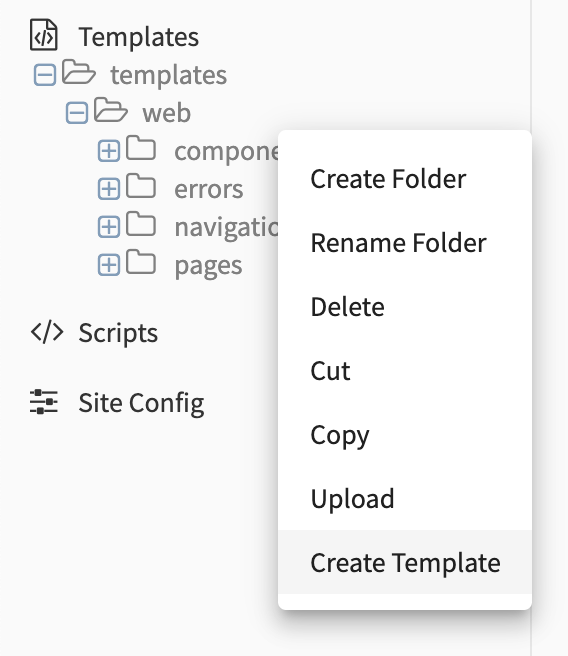 Templates
templates
web
compone
errors
navigatio
pages
Scripts
Site Config
Create Folder
Rename Folder
Delete
Cut
Copy
Upload
Create Template